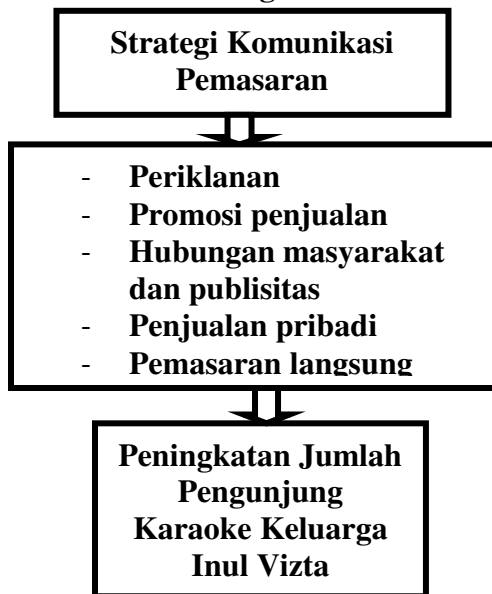 Strategi Komunikasi
Pemasaran
- Periklanan
- Promosi penjualan
- Hubungan masyarakat
dan publisitas
- Penjualan pribadi
- Pemasaran langsung
Peningkatan Jumlah
Pengunjung
Karaoke Keluarga
Inul Vizta